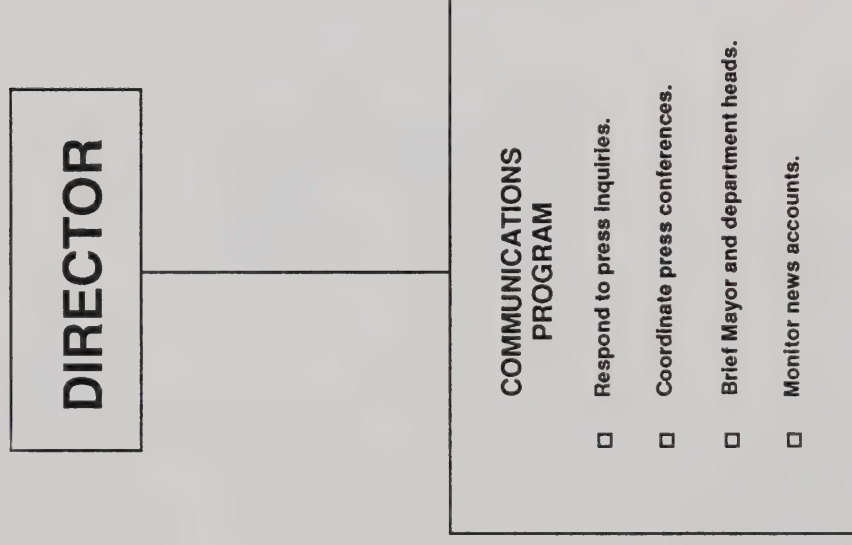 DIRECTOR
COMMUNICATIONS
PROGRAM
☐ Respond to press inquiries.
☐ Coordinate press conferences.
☐ Brief Mayor and department heads.
☐ Monitor news accounts.